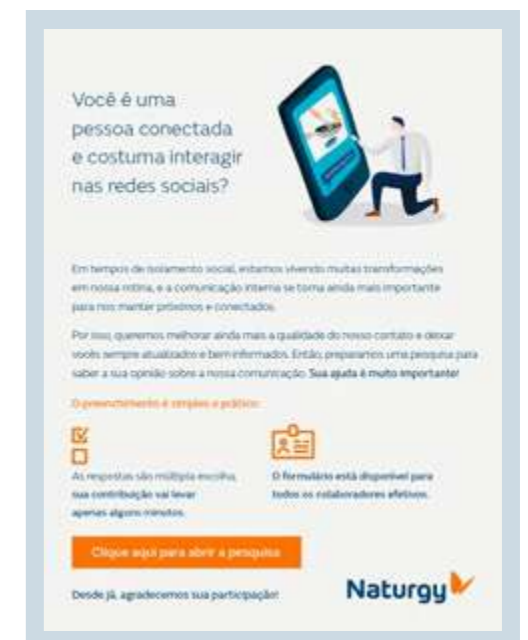 Você é uma
pessoa conectada
e costuma interagir
nas redes sociais?
Em tempos de isolamento social, estamos vivendo muitas transformações
em nossa rotina, e a comunicação interna se torna ainda mais importante
para nos manter próximos e conectados.
Por isso, queremos melhorar ainda mais a qualidade do nosso contato e deixar
vocês sempre atualizados e bem informados. Então, preparamos uma pesquisa para
saber a sua opinião sobre a nossa comunicação. Sua ajuda é muito importante!
O preenchimento é simples e prático:
As respostas são múltipla escolha,
sua contribuição vai levar
apenas alguns minutos.
O formulário está disponível para
todos os colaboradores efetivos.
Clique aqui para abrir a pesquisa
Desde já, agradecemos sua participação!
Naturgy